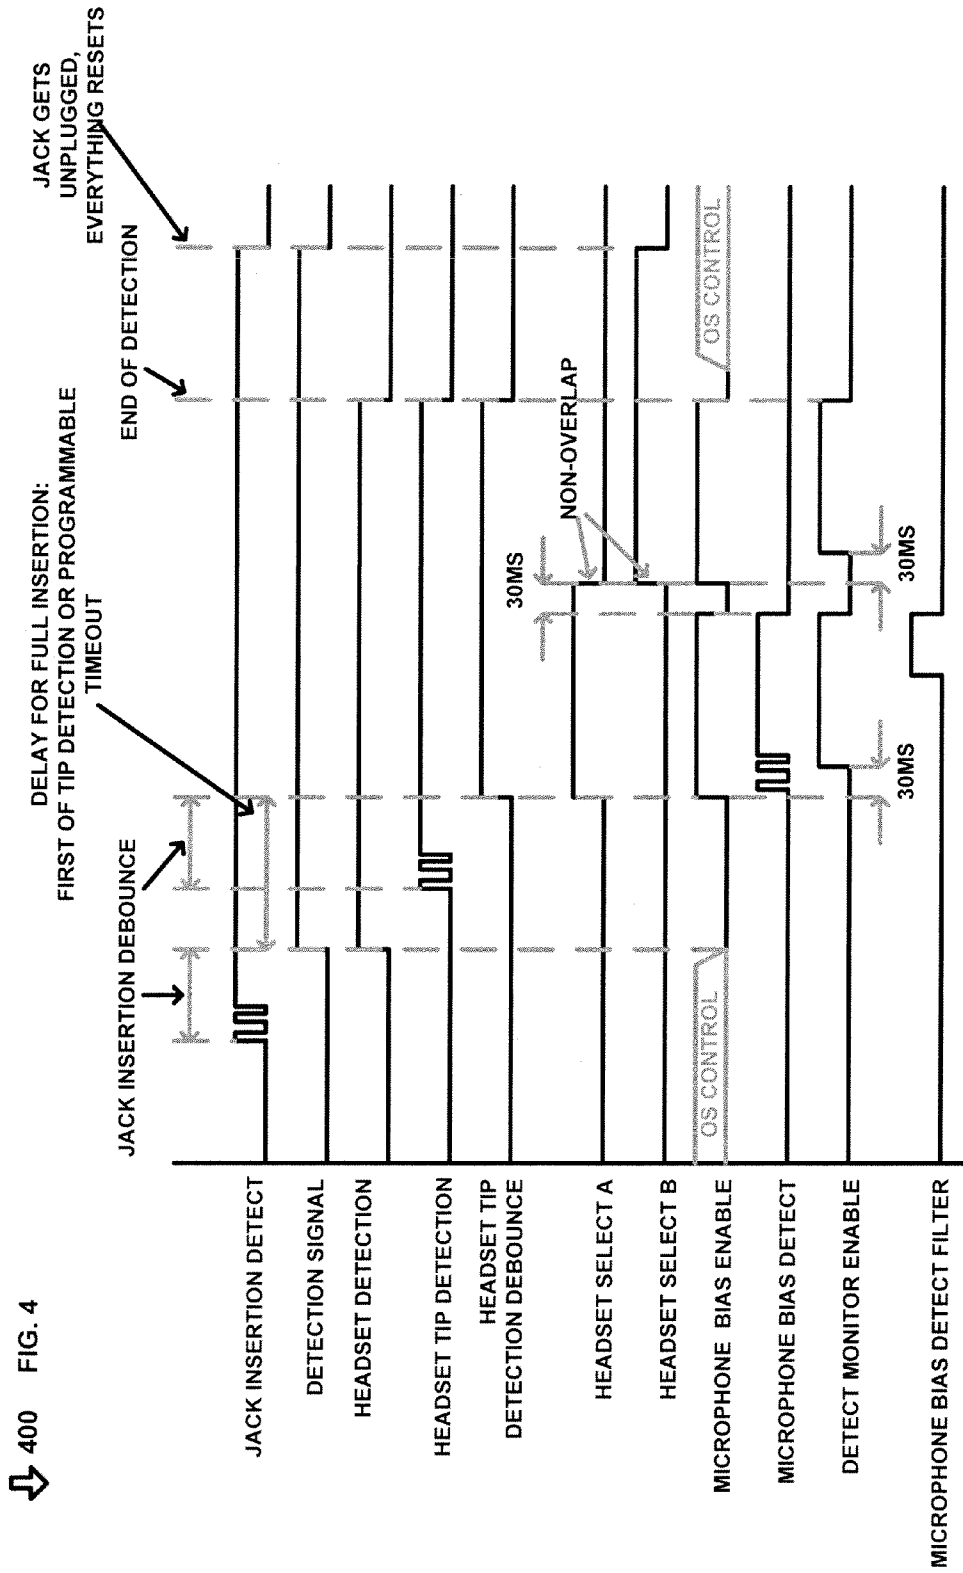 400 FIG. 4
JACK GETS
UNPLUGGED,
EVERYTHING RESETS
END OF DETECTION
DELAY FOR FULL INSERTION:
FIRST OF TIP DETECTION OR PROGRAMMABLE
TIMEOUT
JACK INSERTION DEBOUNCE
JACK INSERTION DETECT
DETECTION SIGNAL
HEADSET DETECTION
HEADSET TIP DETECTION
HEADSET TIP
DETECTION DEBOUNCE
30MS
NON-OVERLAP
HEADSET SELECT A
HEADSET SELECT B
MICROPHONE BIAS ENABLE
OS CONTROL
OS CONTROL
MICROPHONE BIAS DETECT
DETECT MONITOR ENABLE
30MS
30MS
MICROPHONE BIAS DETECT FILTER